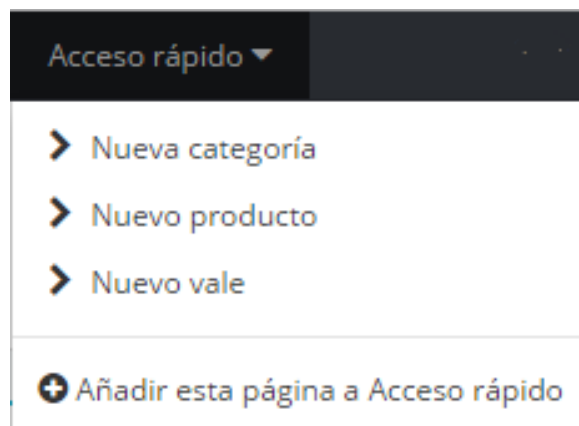 Acceso rápido
Nueva categoría
Nuevo producto
Nuevo vale
Añadir esta página a Acceso rápido